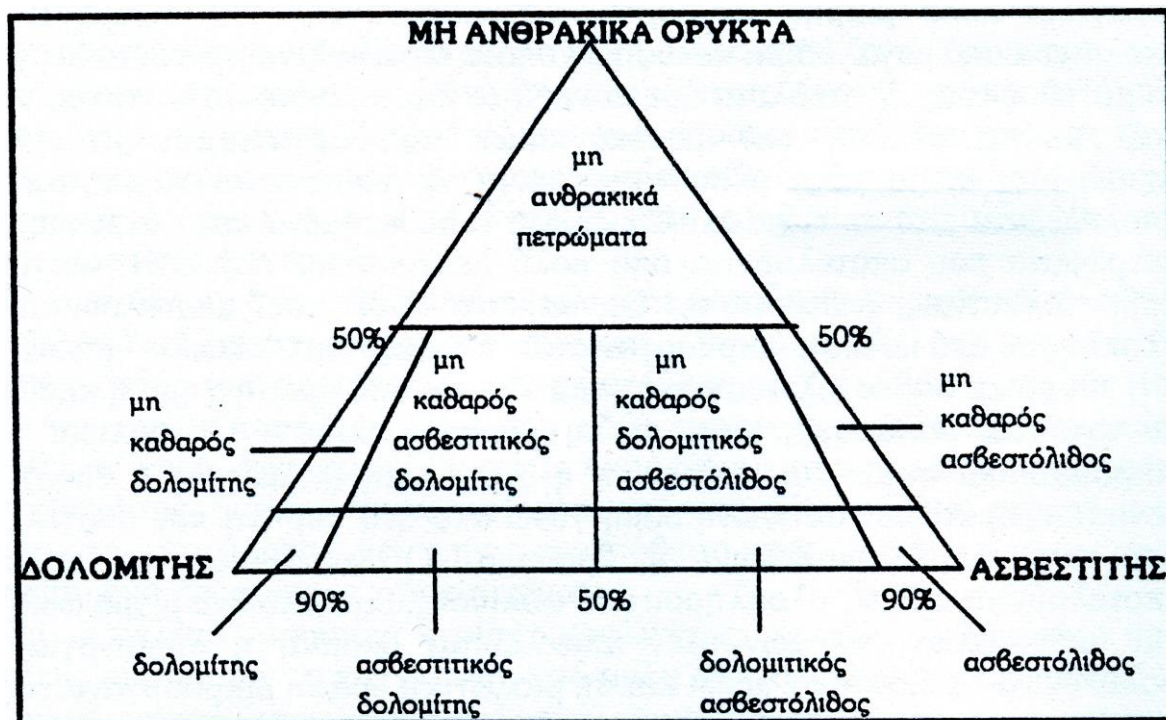 ΜΗ ΑΝΘΡΑΚΙΚΑ ΟΡΥΚΤΑ
μη
ανθρακικά
πετρώματα
50%
50%
μη
καθαρός
δολομίτης
μη
καθαρός
ασβεστιτικός
δολομίτης
μη
καθαρός
δολομιτικός
ασβεστόλιθος
μη
καθαρός
ασβεστόλιθος
ΔΟΛΟΜΙΤΗΣ
ΑΣΒΕΣΤΙΤΗΣ
90%
50%
90%
δολομίτης
ασβεστιτικός
δολομίτης
δολομιτικός
ασβεστόλιθος
ασβεστόλιθος